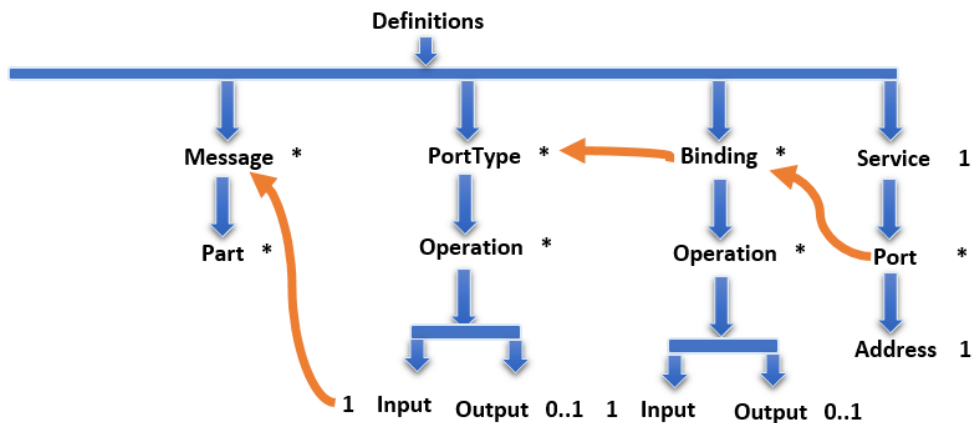 Definitions
Message * PortType * Binding * Service 1
Part * Operation * Operation * Port *
Address 1
1 Input Output 0..1 1 Input Output 0..1